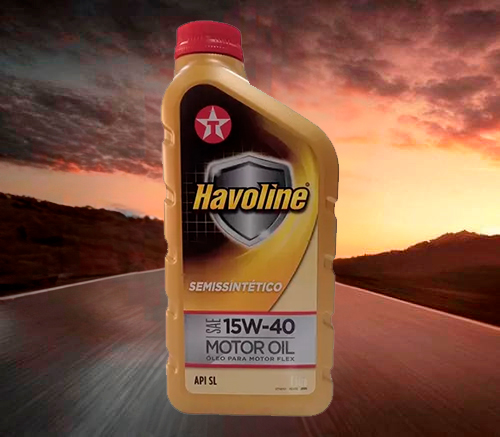 T
Havoline®
SEMISSINTÉTICO
SAE 15W-40
MOTOR OIL
ÓLEO PARA MOTOR FLEX
API SL